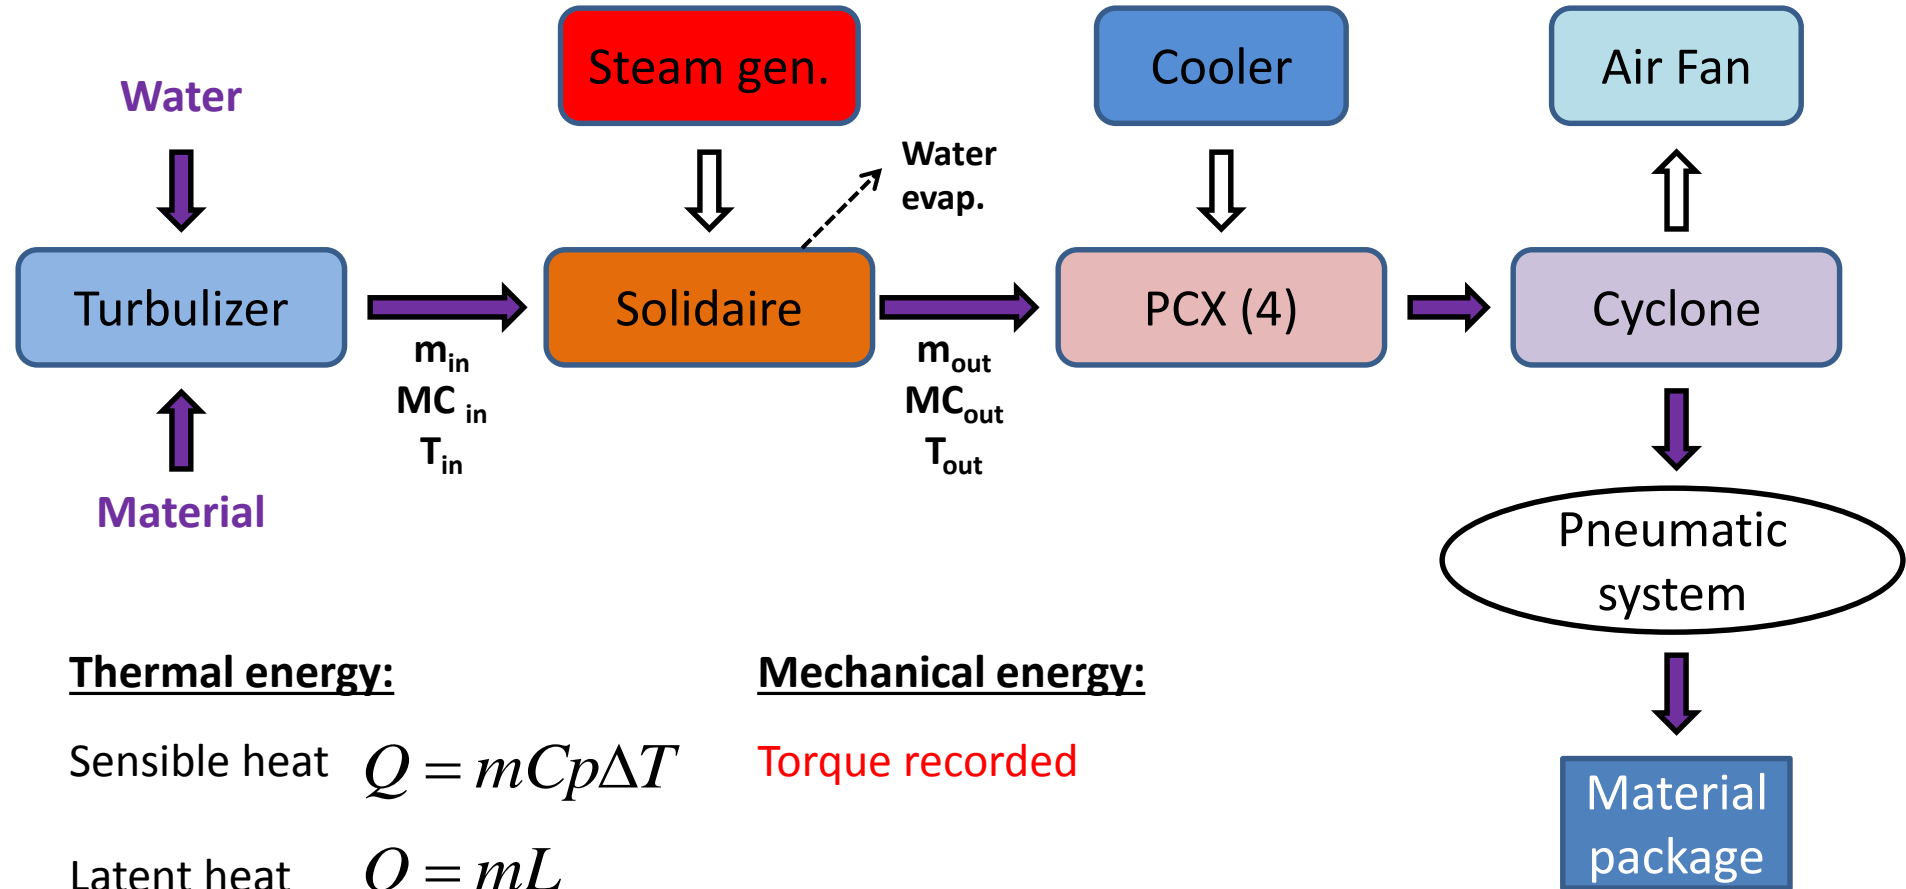 Steam gen.
Cooler
Air Fan
Water
Water
evap.
Turbulizer
Solidaire
PCX (4)
Cyclone
m_in
MC _in
T_in
m_out
MC_out
T_out
Material
Pneumatic
system
Thermal energy:
Mechanical energy:
Sensible heat Q = mCpΔT
Torque recorded
Latent heat Q = mL
Material
package